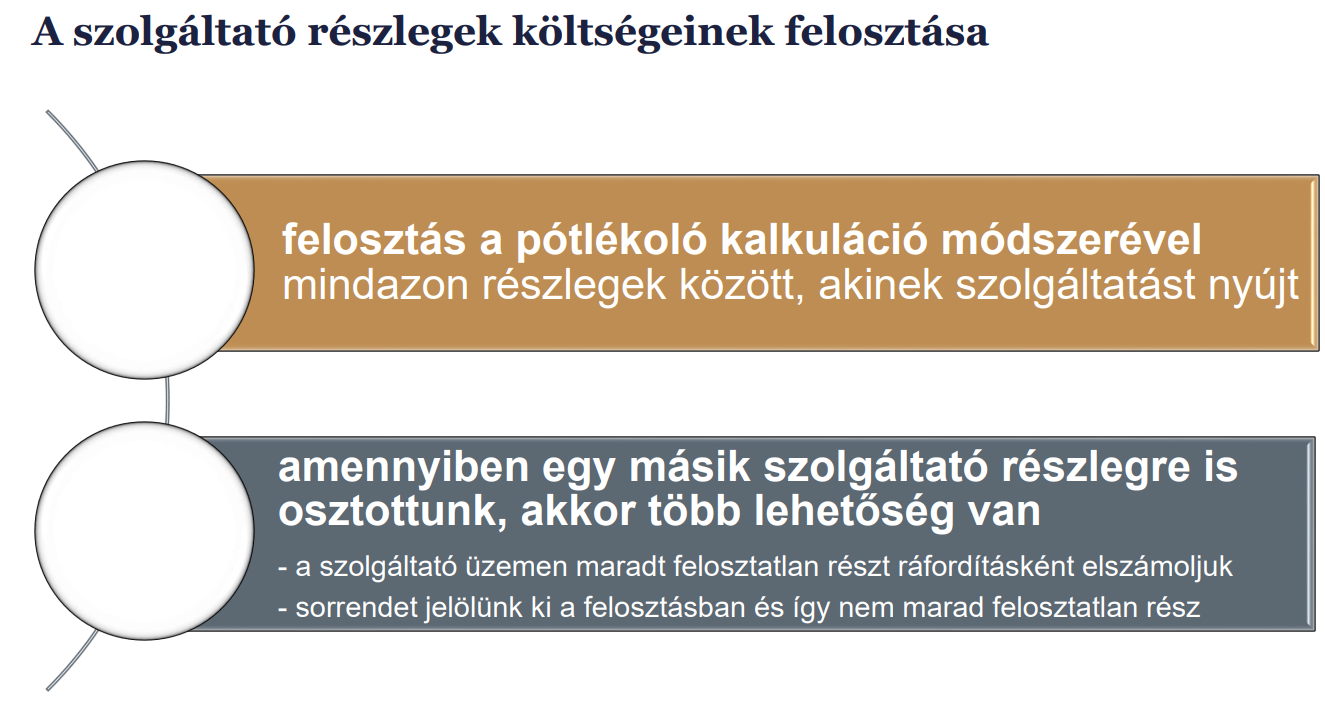 A szolgáltató részlegek költségeinek felosztása
felosztás a pótlékoló kalkuláció módszerével
mindazon részlegek között, akinek szolgáltatást nyújt
amennyiben egy másik szolgáltató részlegre is
osztottunk, akkor több lehetőség van
- a szolgáltató üzemen maradt felosztatlan részt ráfordításként elszámoljuk
- sorrendet jelölünk ki a felosztásban és így nem marad felosztatlan rész